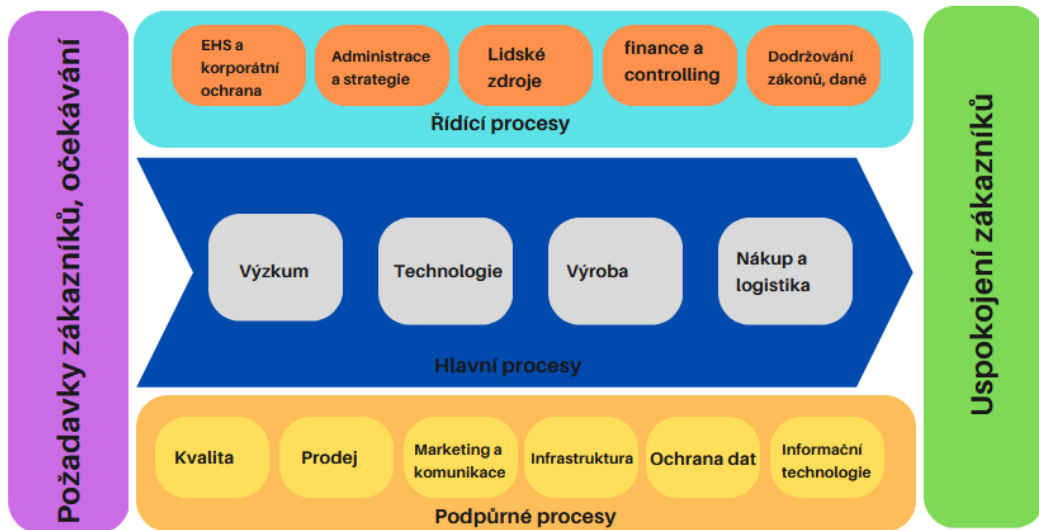 Požadavky zákazníků, očekávání
EHS a
korporátní
ochrana
Administrace
a strategie
Lidské
zdroje
finance a
controlling
Dodržování
zákonů, daně
Řídící procesy
Výzkum
Technologie
Výroba
Nákup a
logistika
Hlavní procesy
Kvalita
Prodej
Marketing a
komunikace
Infrastruktura
Ochrana dat
Informační
technologie
Podpůrné procesy
Uspokojení zákazníků